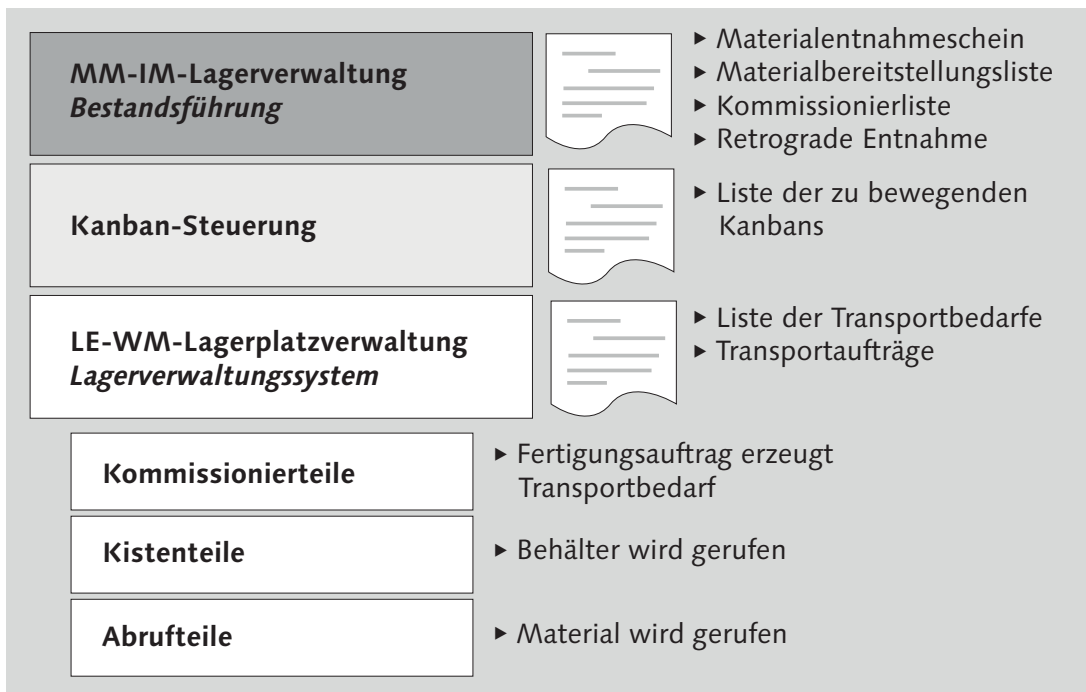 MM-IM-Lagerverwaltung
Bestandsführung
▸ Materialentnahmeschein
▸ Materialbereitstellungsliste
▸ Kommissionierliste
▸ Retrograde Entnahme
Kanban-Steuerung
▸ Liste der zu bewegenden
Kanbans
LE-WM-Lagerplatzverwaltung
Lagerverwaltungssystem
▸ Liste der Transportbedarfe
▸ Transportaufträge
Kommissionierteile
▸ Fertigungsauftrag erzeugt
Transportbedarf
Kistenteile
▸ Behälter wird gerufen
Abrufteile
▸ Material wird gerufen